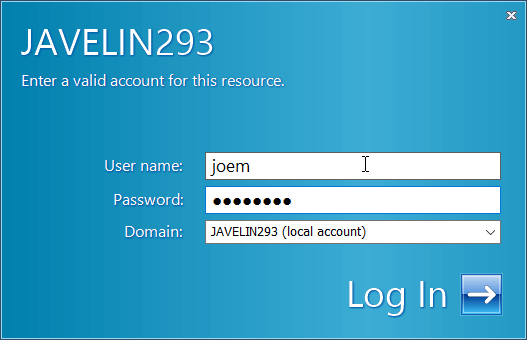 JAVELIN293
Enter a valid account for this resource.
User name: joem
Password: ●●●●●●●●
Domain: JAVELIN293 (local account)
Log In